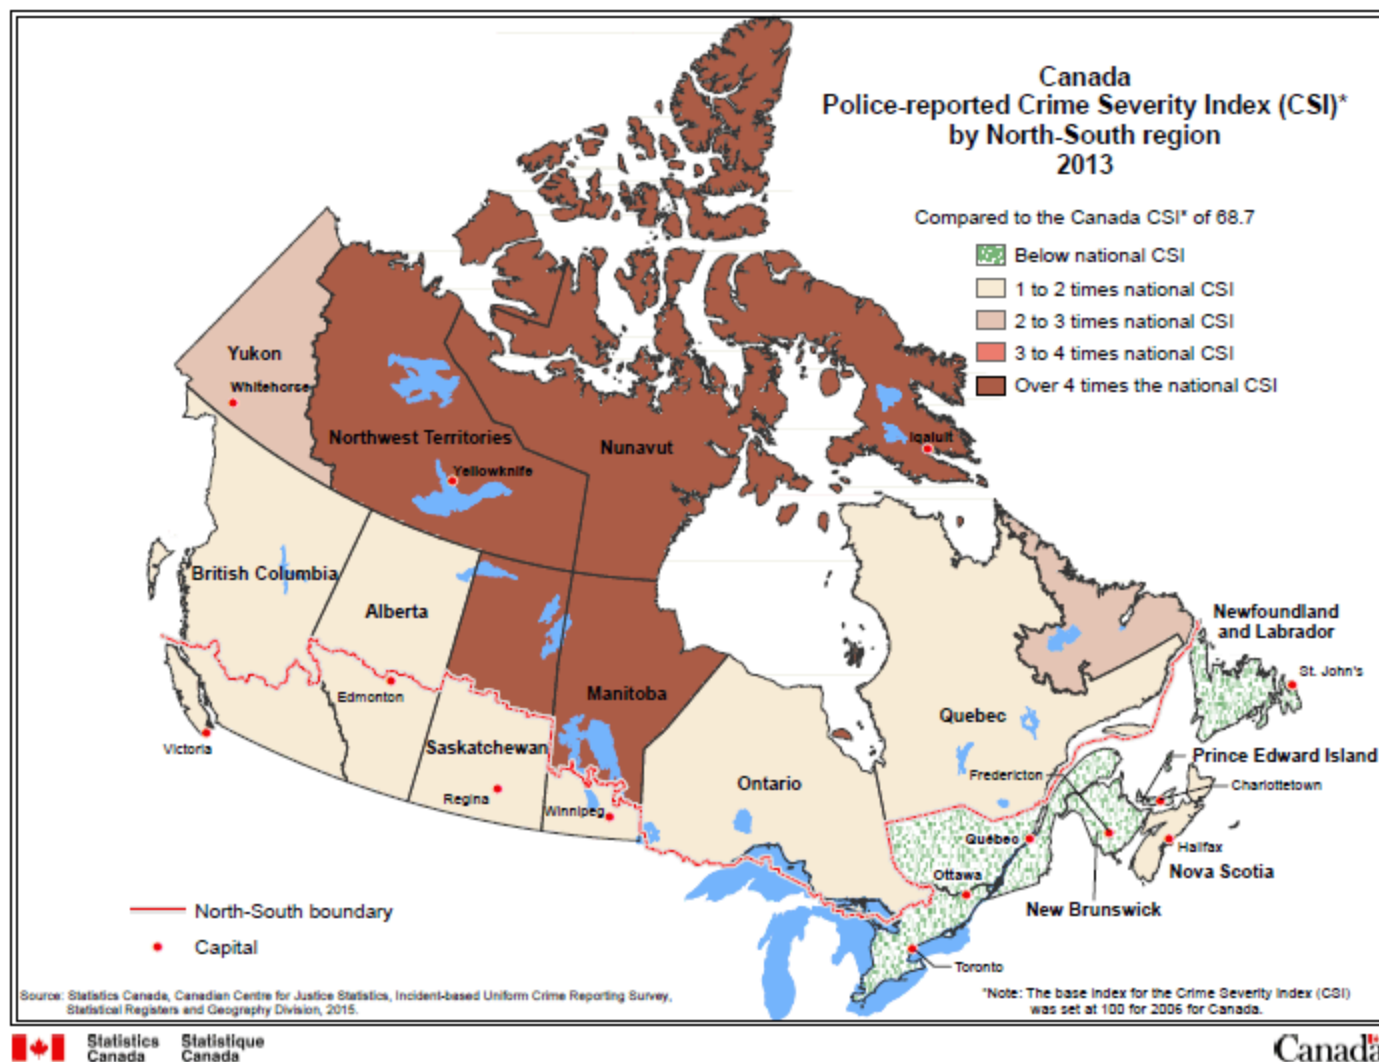 Canada
Police-reported Crime Severity Index (CSI)*
by North-South region
2013
Compared to the Canada CSI* of 68.7
Below national CSI
1 to 2 times national CSI
2 to 3 times national CSI
3 to 4 times national CSI
Over 4 times the national CSI
Yukon
Whitehorse
Northwest Territories
Yellowknife
Nunavut
Iqaluit
British Columbia
Alberta
Edmonton
Victoria
Saskatchewan
Regina
Manitoba
Winnipeg
Ontario
Quebec
Newfoundland
and Labrador
St. John's
Prince Edward Island
Charlottetown
Fredericton
Québec
Ottawa
Halifax
Nova Scotia
New Brunswick
Toronto
North-South boundary
Capital
Source: Statistics Canada, Canadian Centre for Justice Statistics, Incident-based Uniform Crime Reporting Survey,
Statistical Registers and Geography Division, 2015.
*Note: The base index for the Crime Severity Index (CSI)
was set at 100 for 2006 for Canada.
Statistics Statistique
Canada Canada
Canada